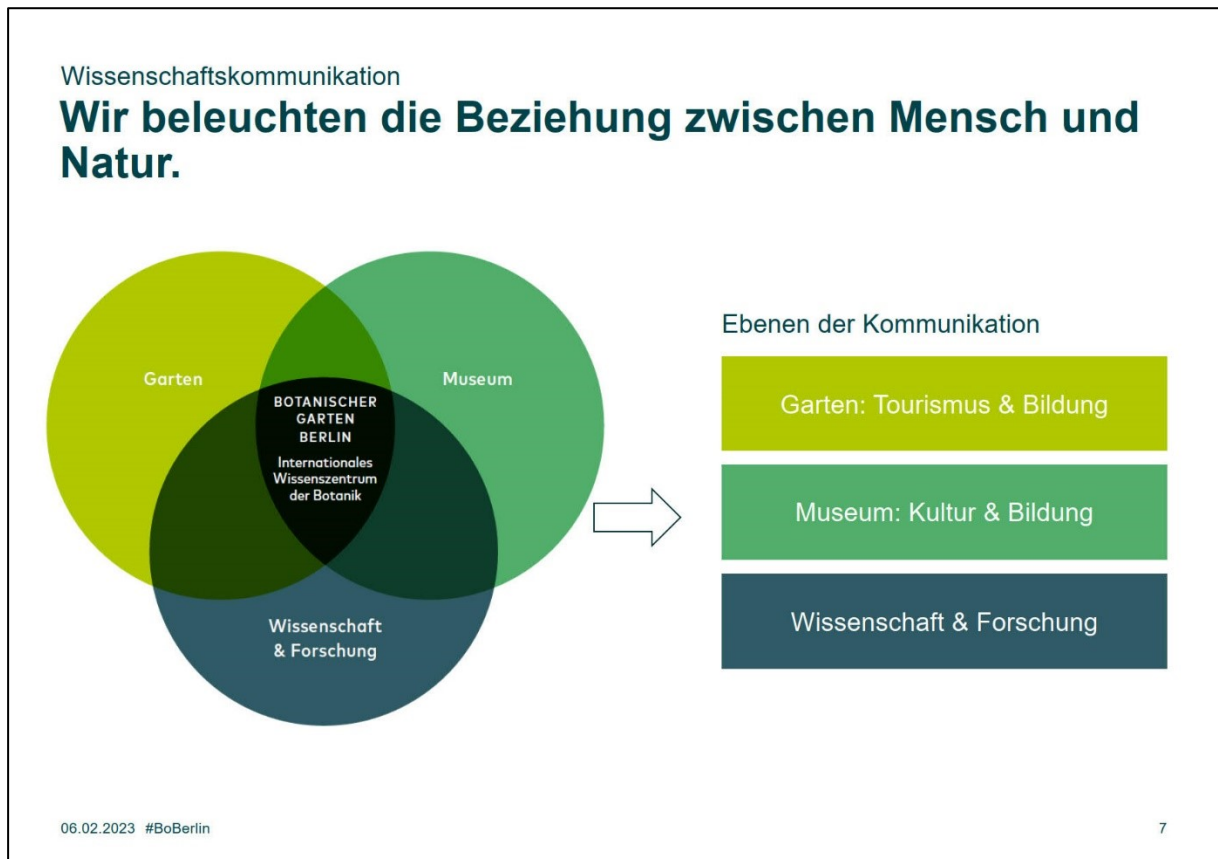 Wissenschaftskommunikation
Wir beleuchten die Beziehung zwischen Mensch und
Natur.
Garten
Museum
BOTANISCHER
GARTEN
BERLIN
Internationales
Wissenszentrum
der Botanik
Wissenschaft
& Forschung
Ebenen der Kommunikation
Garten: Tourismus & Bildung
Museum: Kultur & Bildung
Wissenschaft & Forschung
06.02.2023 #BoBerlin
7